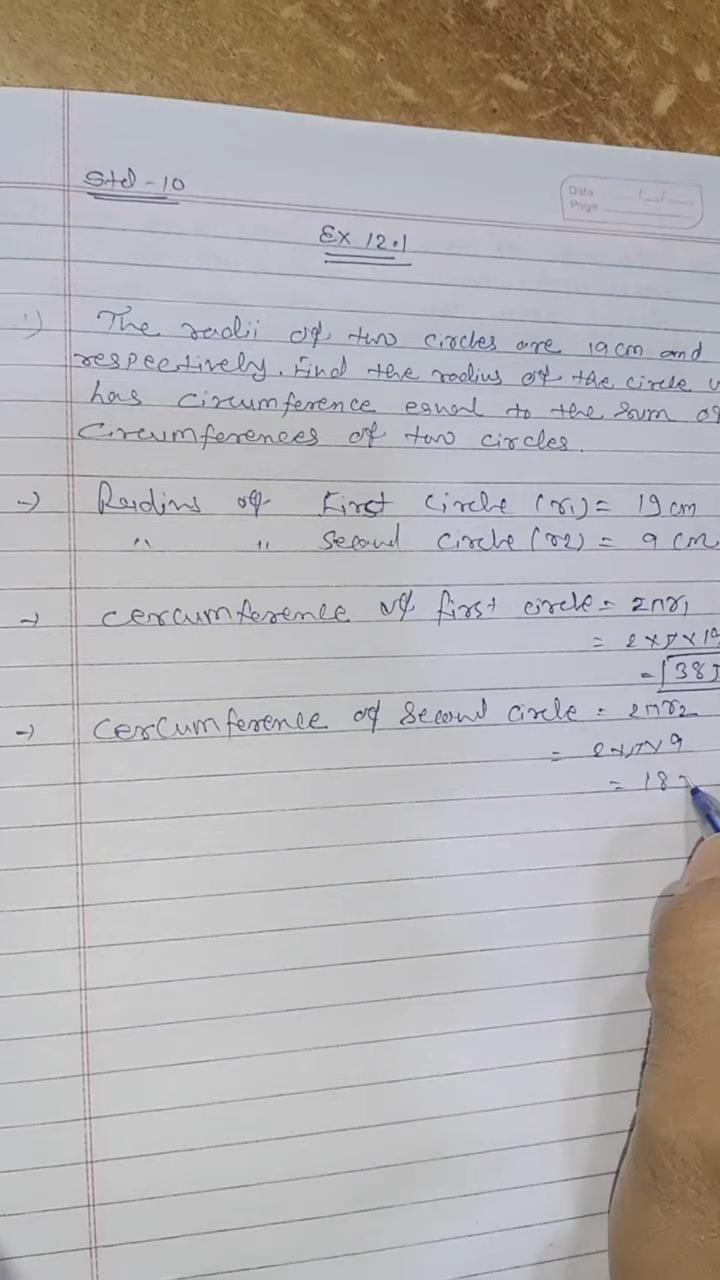 Std - 10
Date
Page
Ex 12.1
1) The radii of two circles are 19 cm and
respectively. Find the radius of the circle
has circumference equal to the sum of
circumferences of two circles.
→ Radius of First circle (r1) = 19 cm
" " Second circle (r2) = 9 cm
→ cercumference of first circle = 2πr1
= 2×π×19
= 38π
→ cercumference of Second circle = 2πr2
= 2×π×9
= 18π